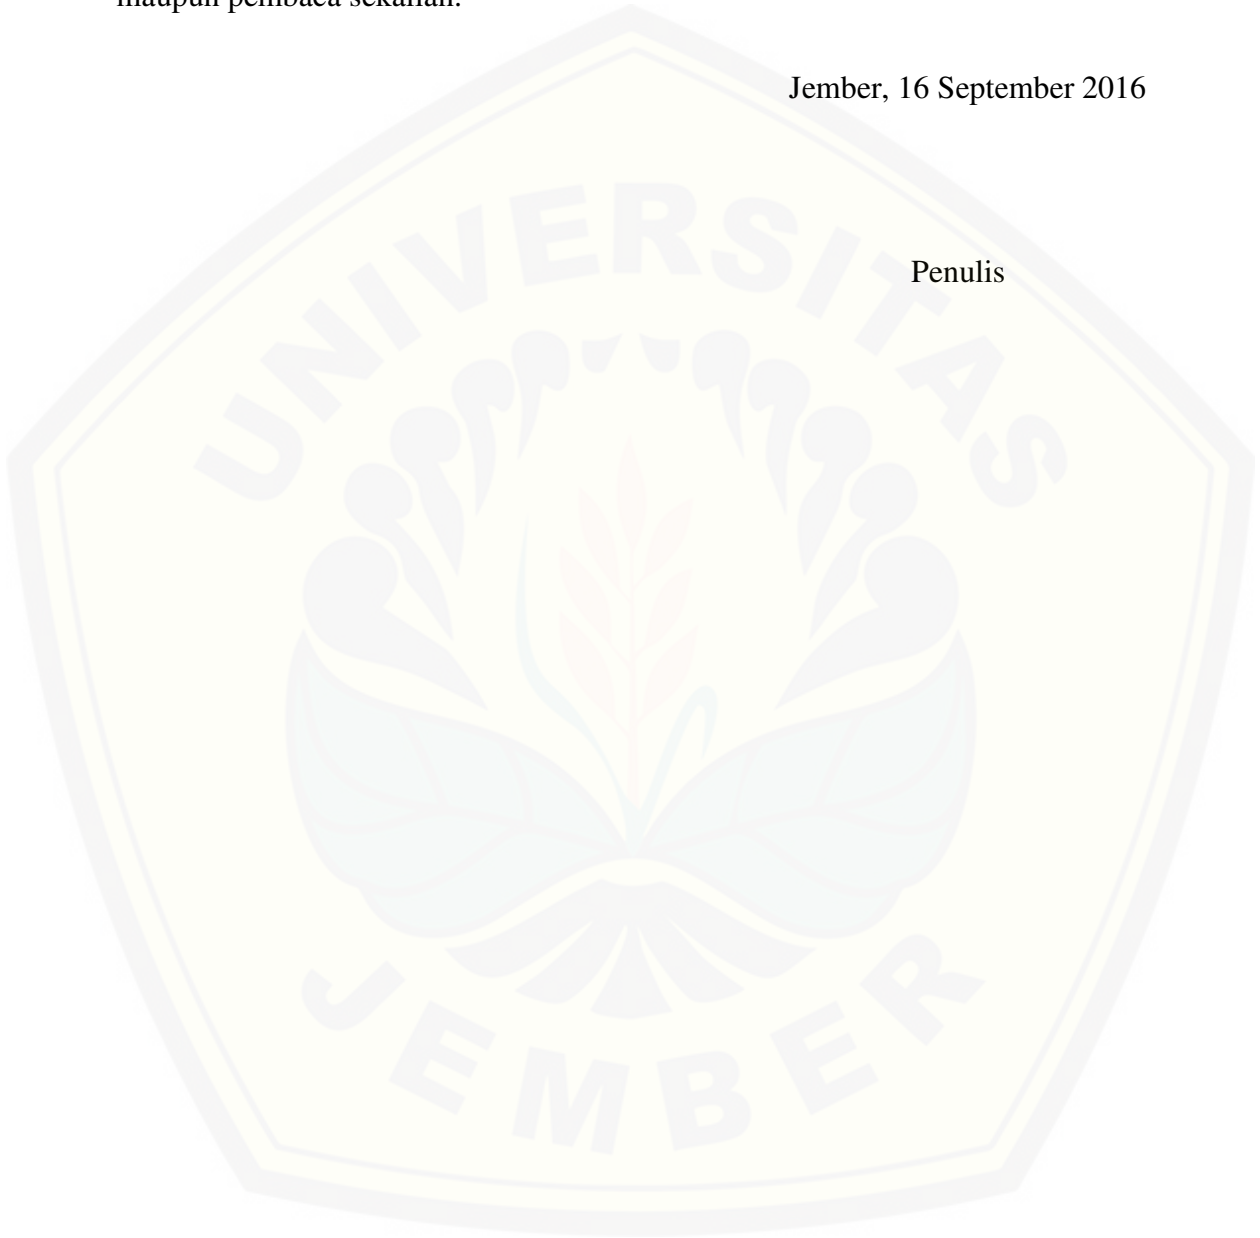 maupun pembaca sekalian.
Jember, 16 September 2016
Penulis
UNIVERSITAS
JEMBER